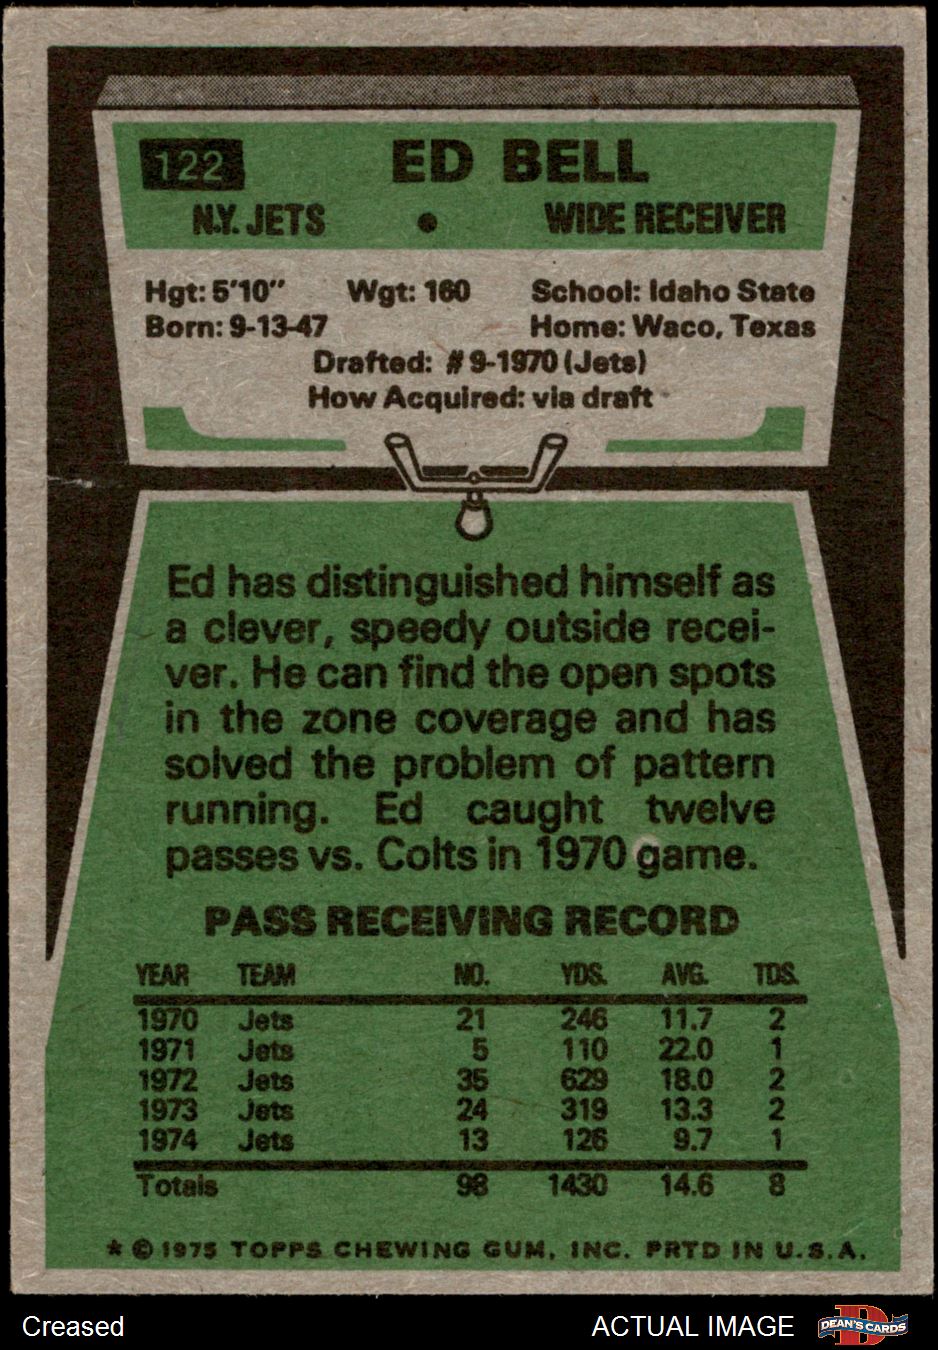 122 ED BELL
N.Y. JETS • WIDE RECEIVER
Hgt: 5'10" Wgt: 160 School: Idaho State
Born: 9-13-47 Home: Waco, Texas
Drafted: #9-1970 (Jets)
How Acquired: via draft
Ed has distinguished himself as
a clever, speedy outside recei-
ver. He can find the open spots
in the zone coverage and has
solved the problem of pattern
running. Ed caught twelve
passes vs. Colts in 1970 game.
PASS RECEIVING RECORD
YEAR TEAM NO. YDS. AVG. TDS.
1970 Jets 21 246 11.7 2
1971 Jets 5 110 22.0 1
1972 Jets 35 629 18.0 2
1973 Jets 24 319 13.3 2
1974 Jets 13 126 9.7 1
Totals 98 1430 14.6 8
* © 1975 TOPPS CHEWING GUM, INC. PRTD IN U.S.A.
Creased ACTUAL IMAGE D DEAN'S CARDS